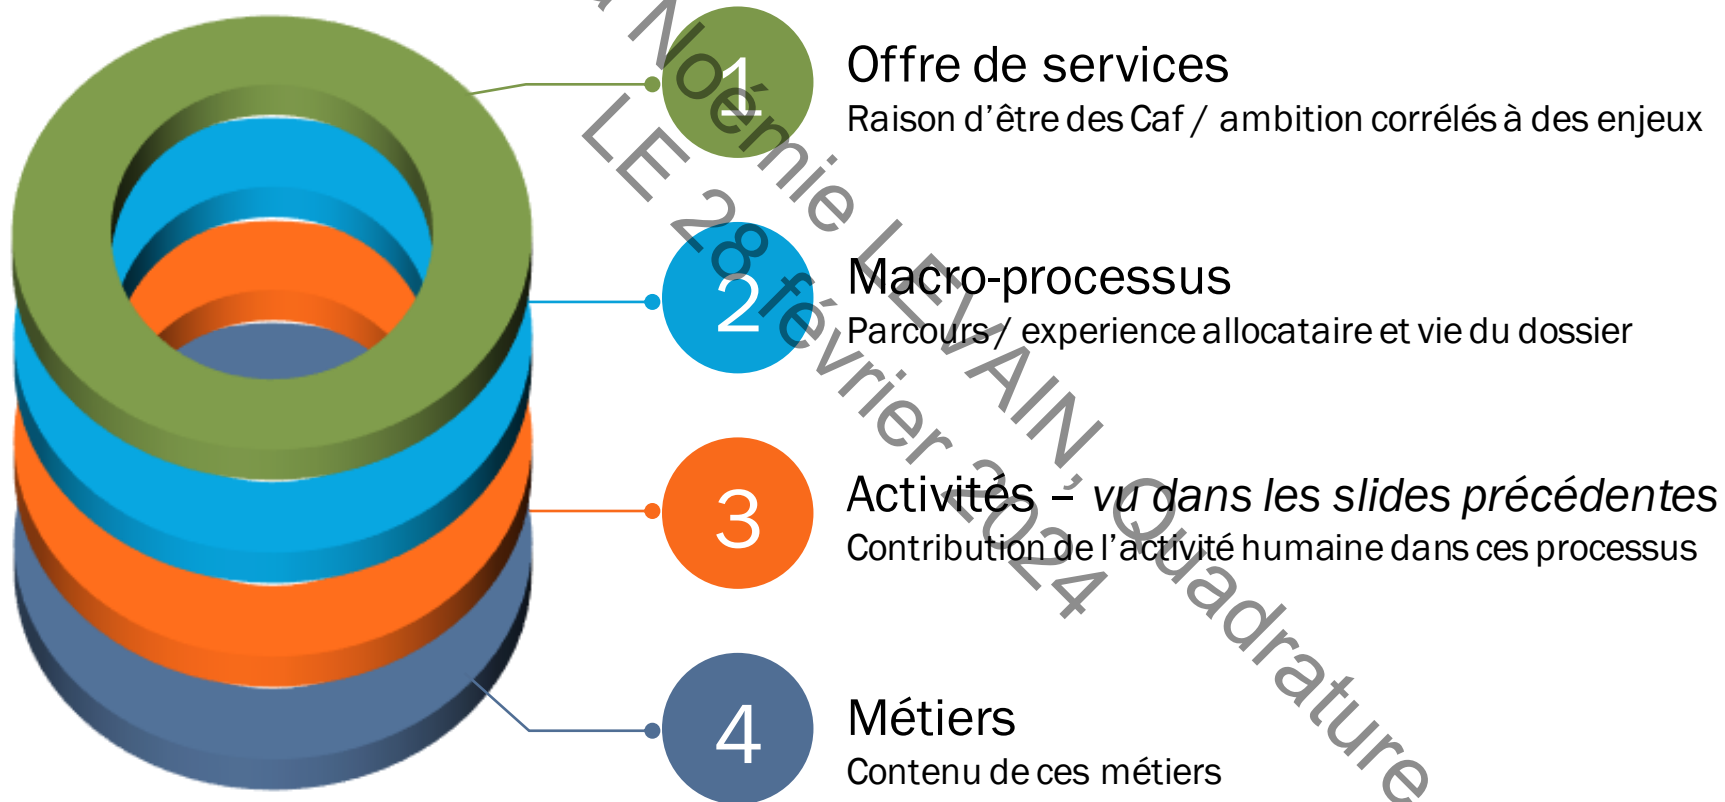 1
Offre de services
Raison d’être des Caf / ambition corrélés à des enjeux
2
Macro-processus
Parcours / experience allocataire et vie du dossier
3
Activités – vu dans les slides précédentes
Contribution de l’activité humaine dans ces processus
4
Métiers
Contenu de ces métiers
Noémie LEVAIN, Quadrature
LE 28 février 2024